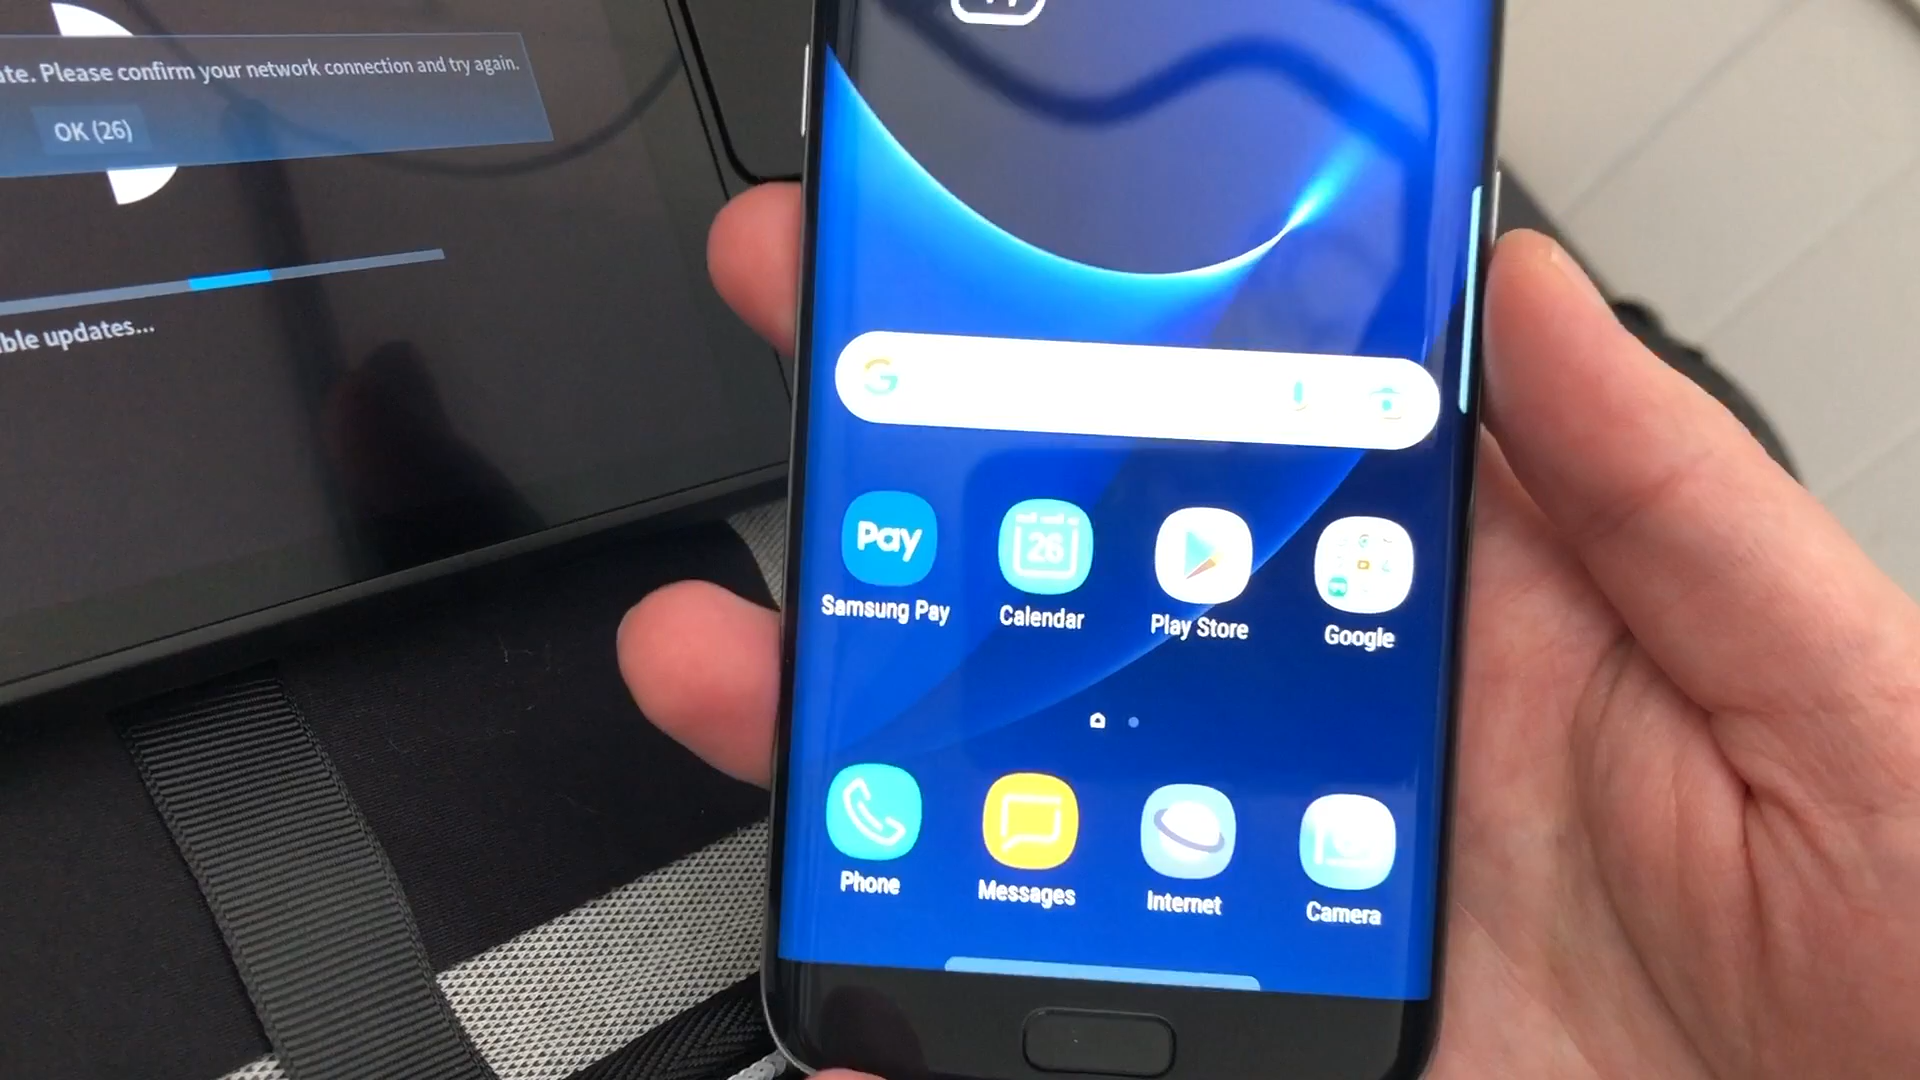 ate. Please confirm your network connection and try again.
OK (26)
ble updates...
G
Pay
26
Samsung Pay
Calendar
Play Store
Google
Phone
Messages
Internet
Camera